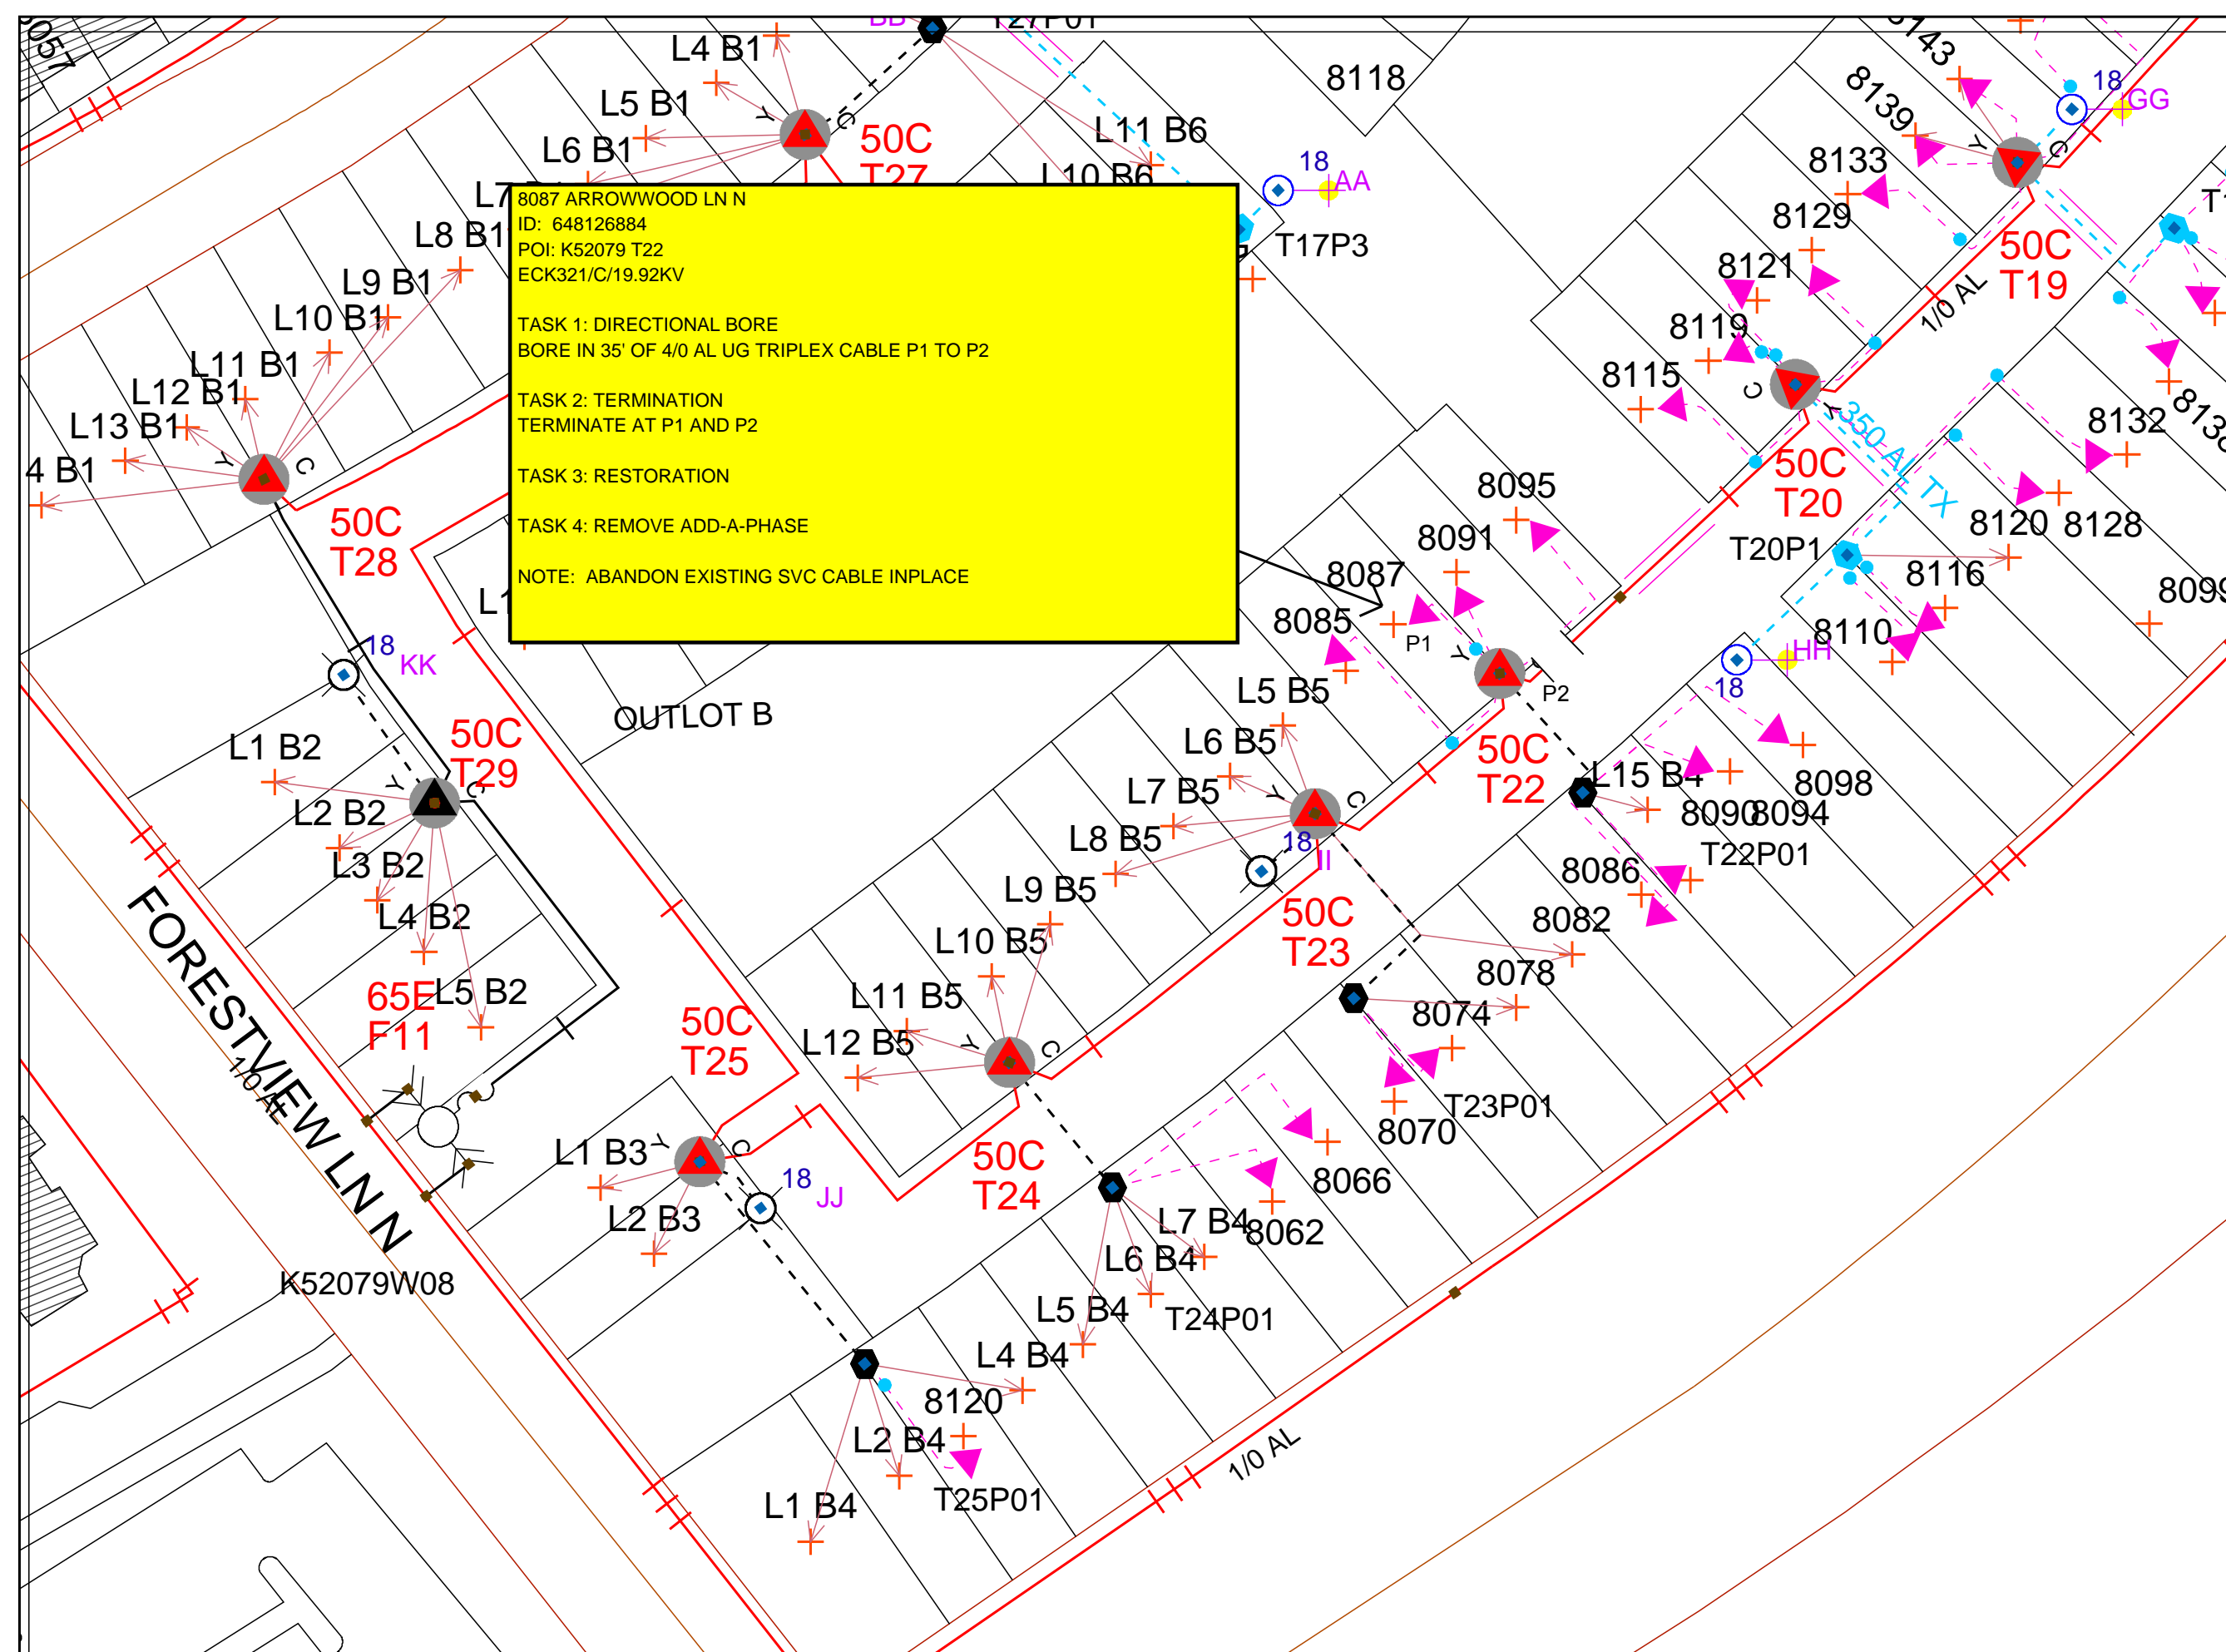 057
L4 B1
L5 B1
L6 B1
L8 B1
L9 B1
L10 B1
L11 B1
L12 B1
L13 B1
4 B1
Y
C
50C
T27
L11 B6
L10 B6
18
AA
T17P3
8118
8143
8139
8133
8129
8121
8119
8115
18
GG
Y
C
50C
T19
1/0 AL
C
Y
350 AL TX
50C
T20
T20P1
8132
8128
8120
8116
8110
8099
18
HH
8087 ARROWWOOD LN N
ID: 648126884
POI: K52079 T22
ECK321/C/19.92KV
TASK 1: DIRECTIONAL BORE
BORE IN 35' OF 4/0 AL UG TRIPLEX CABLE P1 TO P2
TASK 2: TERMINATION
TERMINATE AT P1 AND P2
TASK 3: RESTORATION
TASK 4: REMOVE ADD-A-PHASE
NOTE: ABANDON EXISTING SVC CABLE INPLACE
Y
C
50C
T28
8095
8091
8087
8085
P1
Y
P2
50C
T22
18
KK
OUTLOT B
50C
T29
Y
C
L1 B2
L2 B2
L3 B2
L4 B2
L5 B2
65E
F11
L5 B5
L6 B5
L7 B5
L8 B5
L9 B5
L10 B5
L11 B5
L12 B5
Y
C
18
II
50C
T23
L15 B4
8090
8094
8098
T22P01
8086
8082
8078
8074
8070
T23P01
FORESTVIEW LN N
1/0 AL
K52079W08
50C
T25
Y
C
L1 B3
L2 B3
18
JJ
Y
C
50C
T24
8066
8062
L7 B4
L6 B4
L5 B4
T24P01
L4 B4
8120
L2 B4
L1 B4
T25P01
1/0 AL